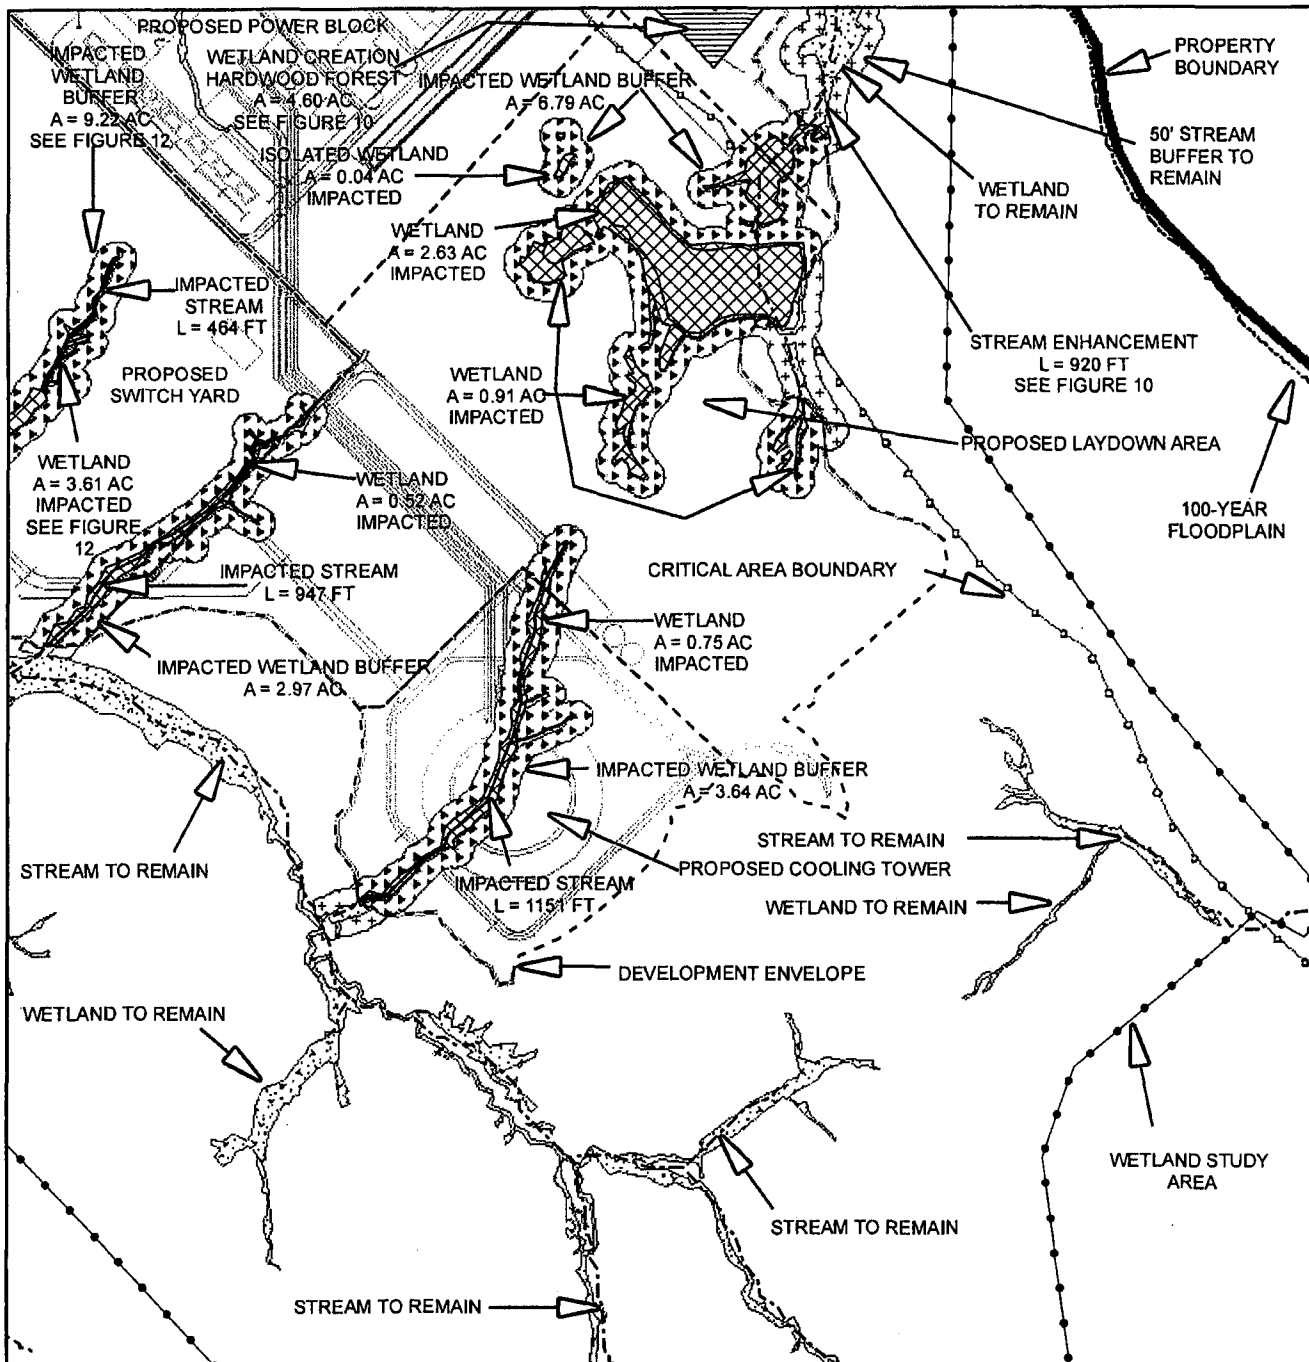 PROPOSED POWER BLOCK
IMPACTED
WETLAND
BUFFER
A = 9.22 AC
SEE FIGURE 12
WETLAND CREATION
HARDWOOD FOREST
A = 4.60 AC
SEE FIGURE 10
IMPACTED WETLAND BUFFER
A = 6.79 AC
PROPERTY
BOUNDARY
50' STREAM
BUFFER TO
REMAIN
ISOLATED WETLAND
A = 0.04 AC
IMPACTED
WETLAND
TO REMAIN
WETLAND
A = 2.63 AC
IMPACTED
IMPACTED
STREAM
L = 464 FT
STREAM ENHANCEMENT
L = 920 FT
SEE FIGURE 10
PROPOSED
SWITCH YARD
WETLAND
A = 0.91 AC
IMPACTED
PROPOSED LAYDOWN AREA
WETLAND
A = 3.61 AC
IMPACTED
SEE FIGURE
12
WETLAND
A = 0.52 AC
IMPACTED
100-YEAR
FLOODPLAIN
IMPACTED STREAM
L = 947 FT
CRITICAL AREA BOUNDARY
WETLAND
A = 0.75 AC
IMPACTED
IMPACTED WETLAND BUFFER
A = 2.97 AC
IMPACTED WETLAND BUFFER
A = 3.64 AC
STREAM TO REMAIN
STREAM TO REMAIN
PROPOSED COOLING TOWER
IMPACTED STREAM
L = 1151 FT
WETLAND TO REMAIN
DEVELOPMENT ENVELOPE
WETLAND TO REMAIN
WETLAND STUDY
AREA
STREAM TO REMAIN
STREAM TO REMAIN